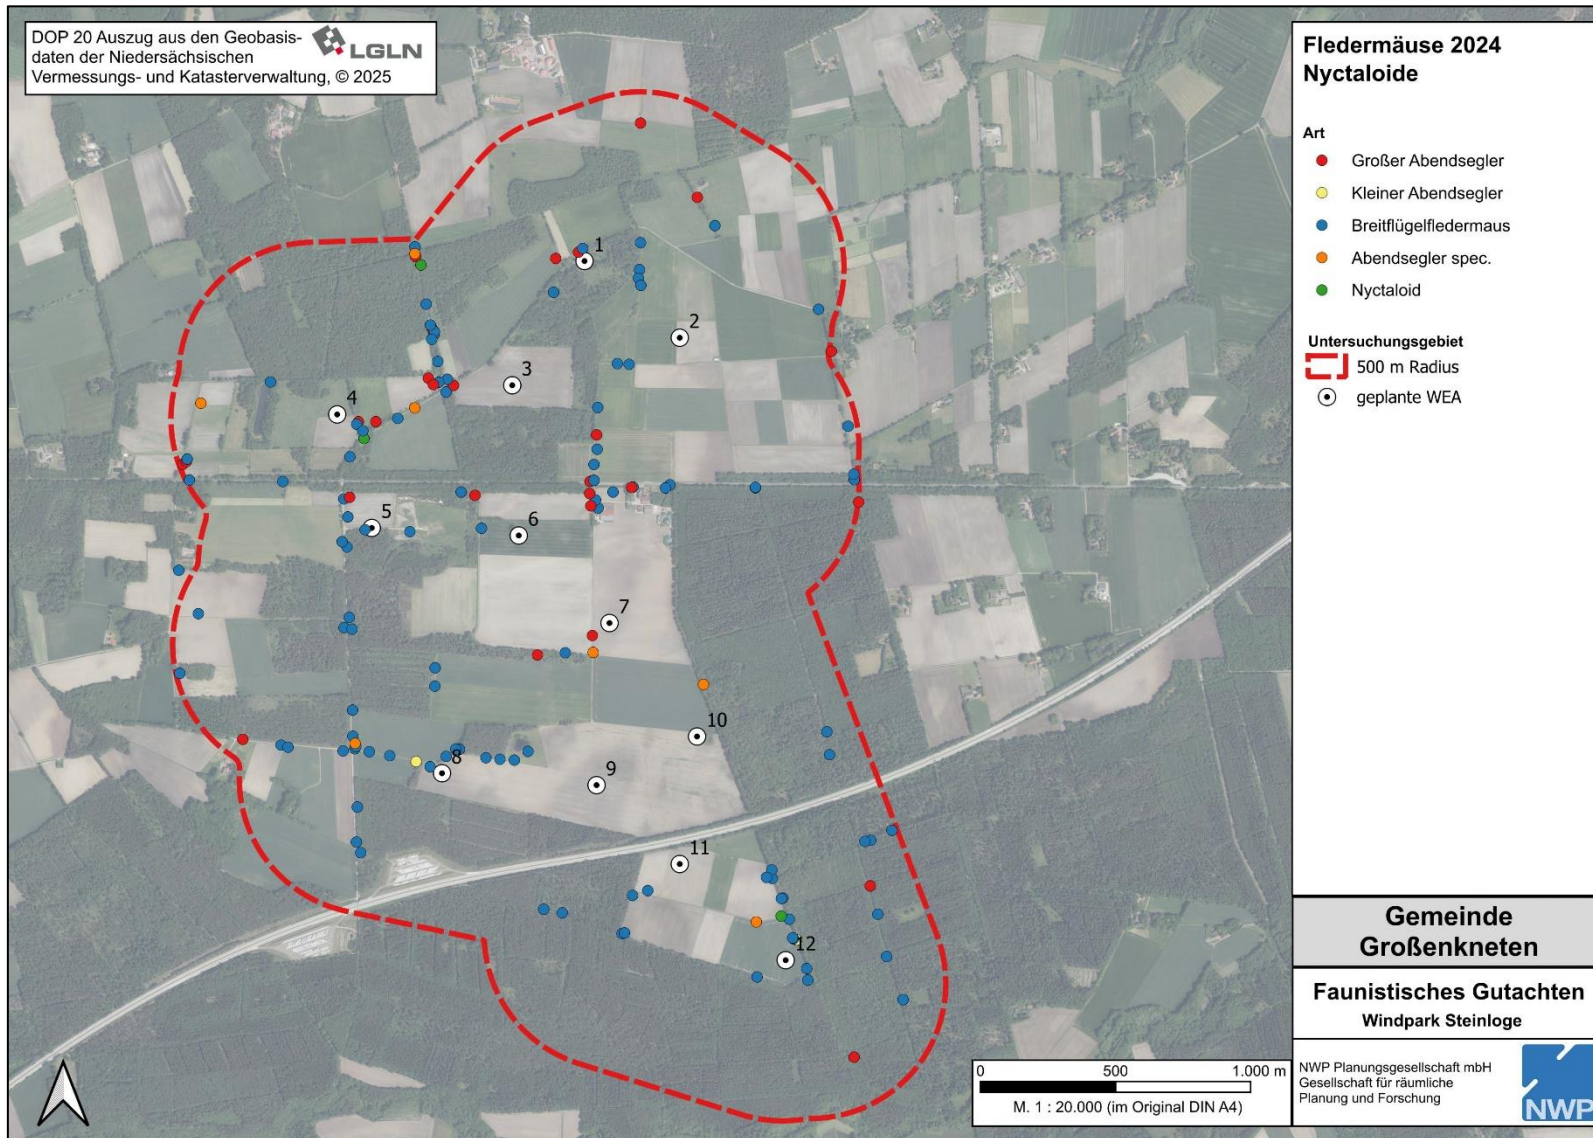 DOP 20 Auszug aus den Geobasis-
daten der Niedersächsischen
Vermessungs- und Katasterverwaltung, © 2025
LGLN
Fledermäuse 2024
Nyctaloide
Art
Großer Abendsegler
Kleiner Abendsegler
Breitflügelfledermaus
Abendsegler spec.
Nyctaloid
Untersuchungsgebiet
500 m Radius
geplante WEA
1
2
3
4
5
6
7
8
9
10
11
12
0 500 1.000 m
M. 1 : 20.000 (im Original DIN A4)
Gemeinde
Großenkneten
Faunistisches Gutachten
Windpark Steinloge
NWP Planungsgesellschaft mbH
Gesellschaft für räumliche
Planung und Forschung
NWP